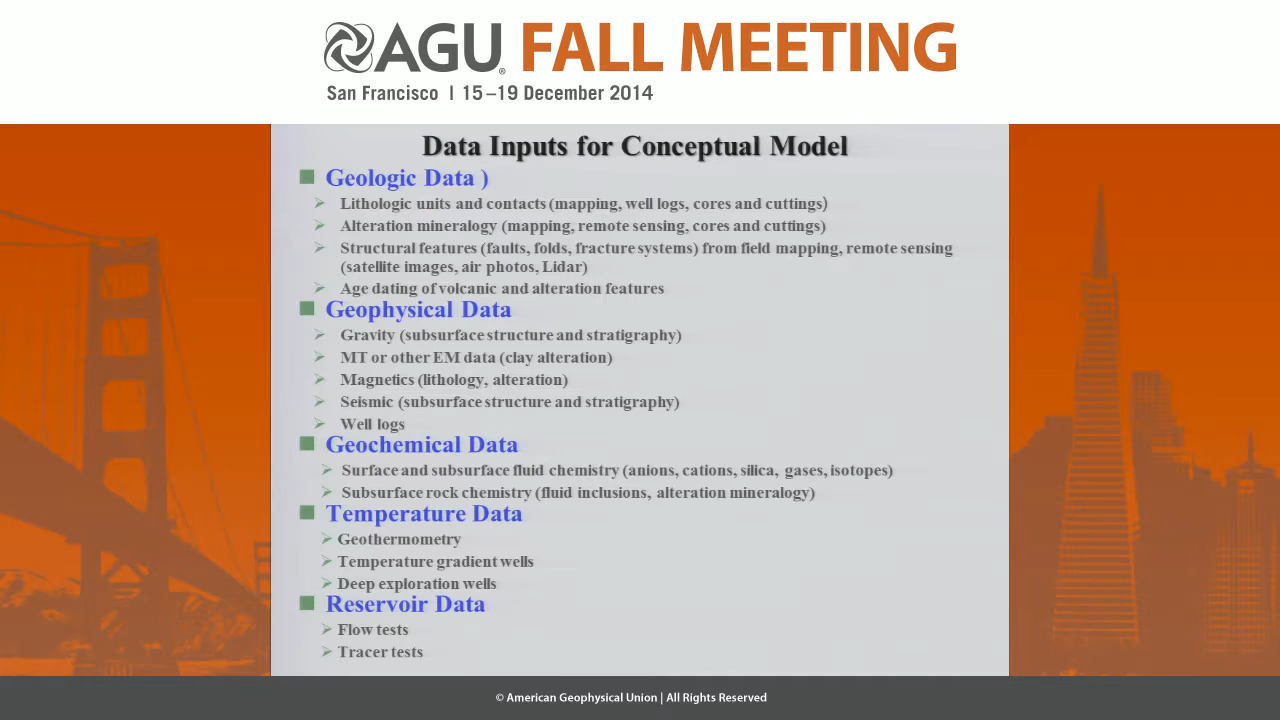 AGU® FALL MEETING
San Francisco | 15–19 December 2014
Data Inputs for Conceptual Model
Geologic Data )
Lithologic units and contacts (mapping, well logs, cores and cuttings)
Alteration mineralogy (mapping, remote sensing, cores and cuttings)
Structural features (faults, folds, fracture systems) from field mapping, remote sensing
(satellite images, air photos, Lidar)
Age dating of volcanic and alteration features
Geophysical Data
Gravity (subsurface structure and stratigraphy)
MT or other EM data (clay alteration)
Magnetics (lithology, alteration)
Seismic (subsurface structure and stratigraphy)
Well logs
Geochemical Data
Surface and subsurface fluid chemistry (anions, cations, silica, gases, isotopes)
Subsurface rock chemistry (fluid inclusions, alteration mineralogy)
Temperature Data
Geothermometry
Temperature gradient wells
Deep exploration wells
Reservoir Data
Flow tests
Tracer tests
© American Geophysical Union | All Rights Reserved